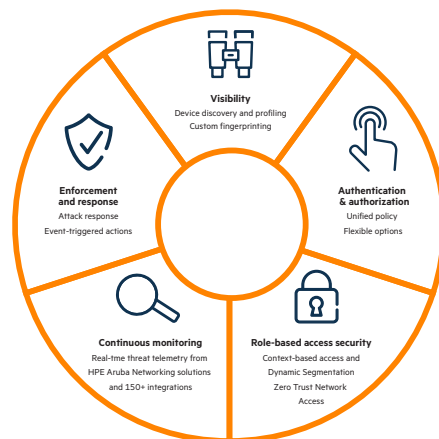 Visibility
Device discovery and profiling
Custom fingerprinting
Authentication
& authorization
Unified policy
Flexible options
Role-based access security
Context-based access and
Dynamic Segmentation
Zero Trust Network
Access
Continuous monitoring
Real-tme threat telemetry from
HPE Aruba Networking solutions
and 150+ integrations
Enforcement
and response
Attack response
Event-triggered actions